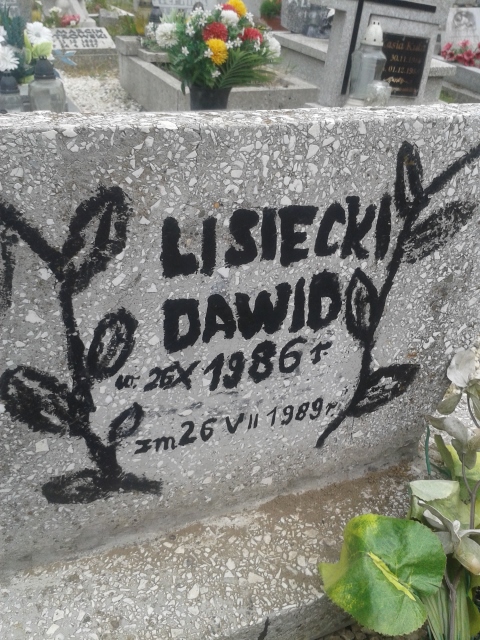 LISIECKI
DAWID
ur. 26 X 1986 r.
zm 26 VII 1989 r.